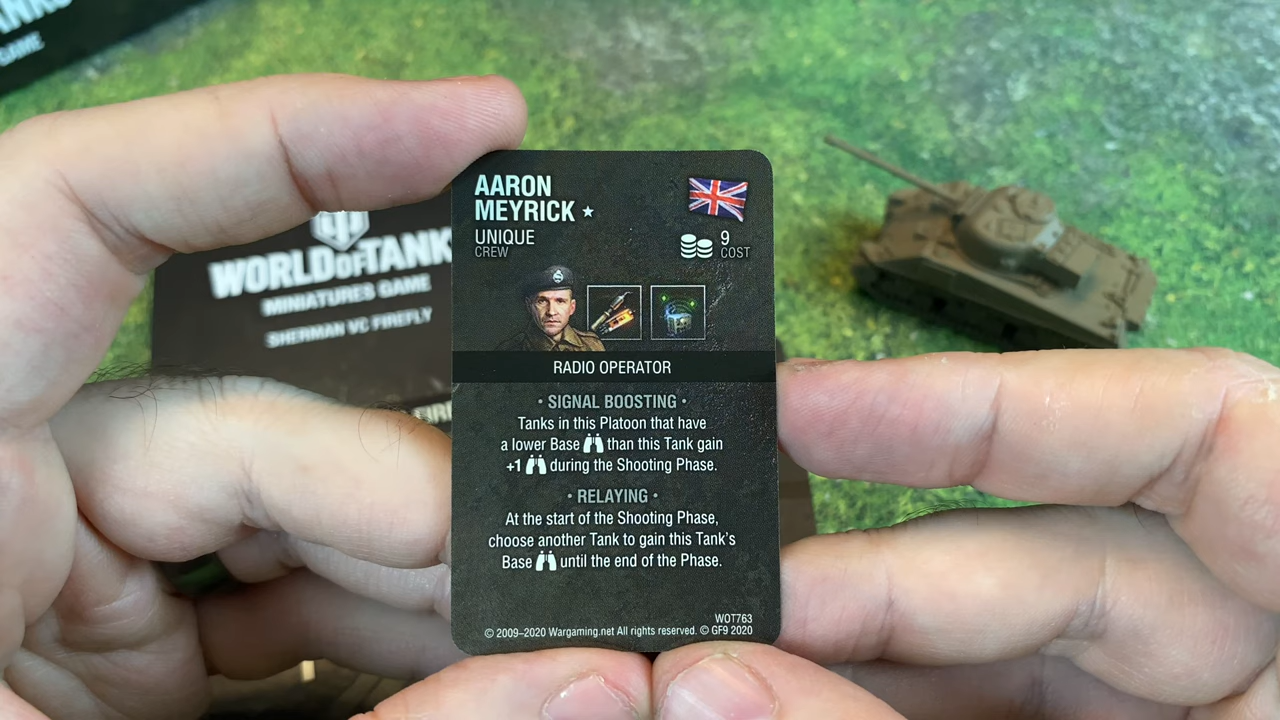 GAME
WORLD OF TANK
MINIATURES GAME
SHERMAN VC FIREFLY
AARON
MEYRICK ★
UNIQUE
CREW
9
COST
RADIO OPERATOR
• SIGNAL BOOSTING •
Tanks in this Platoon that have
a lower Base than this Tank gain
+1 during the Shooting Phase.
• RELAYING •
At the start of the Shooting Phase,
choose another Tank to gain this Tank's
Base until the end of the Phase.
WOT763
© 2009–2020 Wargaming.net All rights reserved. © GF9 2020